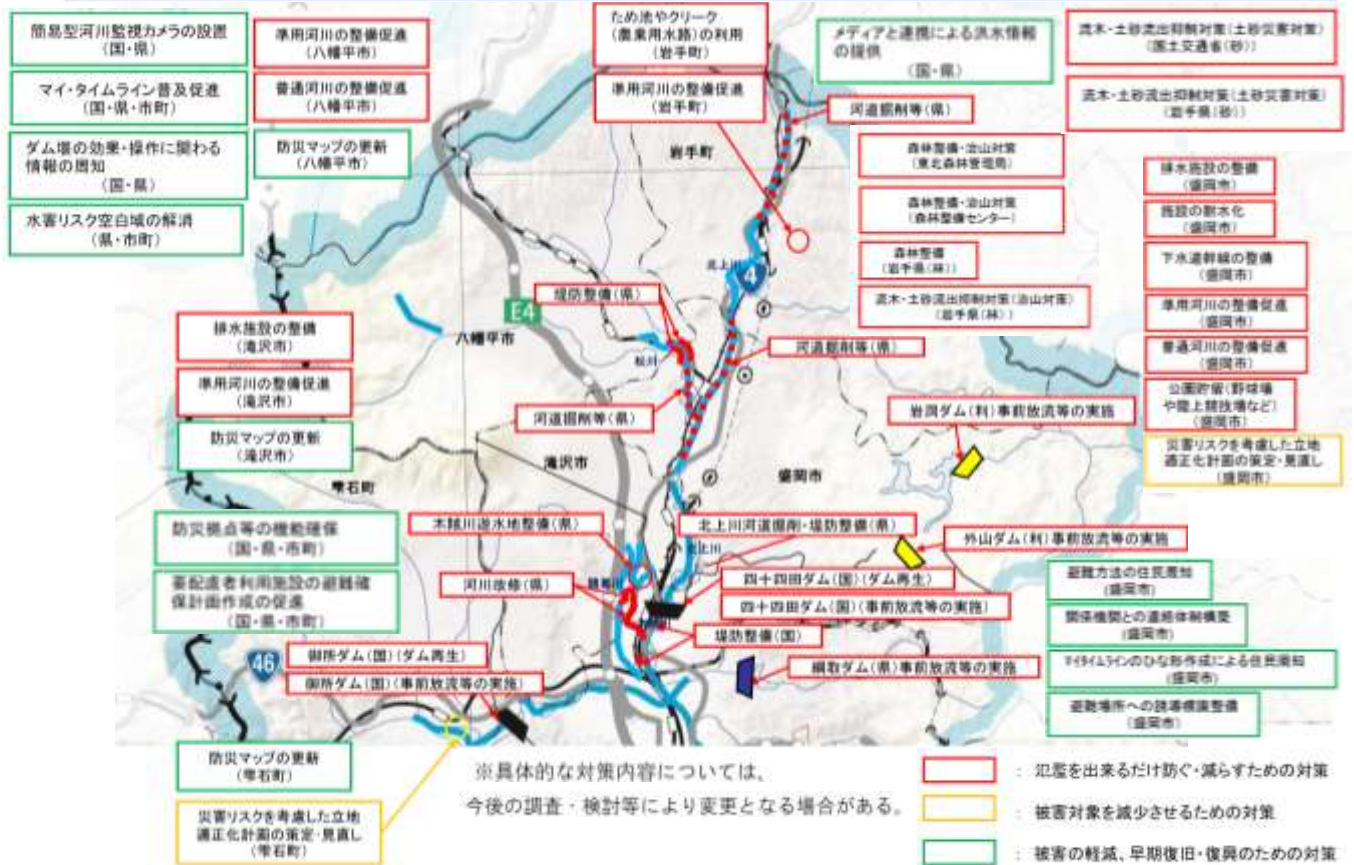 簡易型河川監視カメラの設置
(国・県)
マイ・タイムライン普及促進
(国・県・市町)
ダム堰の効果・操作に関わる
情報の周知
(国・県)
水害リスク空白域の解消
(県・市町)
準用河川の整備促進
(八幡平市)
普通河川の整備促進
(八幡平市)
防災マップの更新
(八幡平市)
ため池やクリーク
(農業用水路)の利用
(岩手町)
準用河川の整備促進
(岩手町)
メディアと連携による洪水情報
の提供
(国・県)
流木・土砂流出抑制対策(土砂災害対策)
(国土交通省(砂))
流木・土砂流出抑制対策(土砂災害対策)
(岩手県(砂))
河道掘削等(県)
岩手町
森林整備・治山対策
(東北森林管理局)
森林整備・治山対策
(森林整備センター)
森林整備
(岩手県(林))
流木・土砂流出抑制対策(治山対策)
(岩手県(林))
排水施設の整備
(盛岡市)
施設の耐水化
(盛岡市)
下水道幹線の整備
(盛岡市)
準用河川の整備促進
(盛岡市)
普通河川の整備促進
(盛岡市)
公園貯留(野球場
や陸上競技場など)
(盛岡市)
災害リスクを考慮した立地
適正化計画の策定・見直し
(盛岡市)
北上川
4
E4
堤防整備(県)
八幡平市
松川
河道掘削等(県)
河道掘削等(県)
排水施設の整備
(滝沢市)
準用河川の整備促進
(滝沢市)
防災マップの更新
(滝沢市)
滝沢市
盛岡市
雫石町
岩洞ダム(利)事前放流等の実施
外山ダム(利)事前放流等の実施
防災拠点等の機能確保
(国・県・市町)
要配慮者利用施設の避難確
保計画作成の促進
(国・県・市町)
木賊川遊水地整備(県)
北上川河道掘削・堤防整備(県)
北上川
河川改修(県)
四十四田ダム(国)(ダム再生)
四十四田ダム(国)(事前放流等の実施)
堤防整備(国)
綱取ダム(県)事前放流等の実施
46
御所ダム(国)(ダム再生)
御所ダム(国)(事前放流等の実施)
避難方法の住民周知
(盛岡市)
関係機関との連絡体制構築
(盛岡市)
マイタイムラインのひな形作成による住民周知
(盛岡市)
避難場所への誘導標識整備
(盛岡市)
防災マップの更新
(雫石町)
災害リスクを考慮した立地
適正化計画の策定・見直し
(雫石町)
※具体的な対策内容については、
今後の調査・検討等により変更となる場合がある。
: 氾濫を出来るだけ防ぐ・減らすための対策
: 被害対象を減少させるための対策
: 被害の軽減、早期復旧・復興のための対策